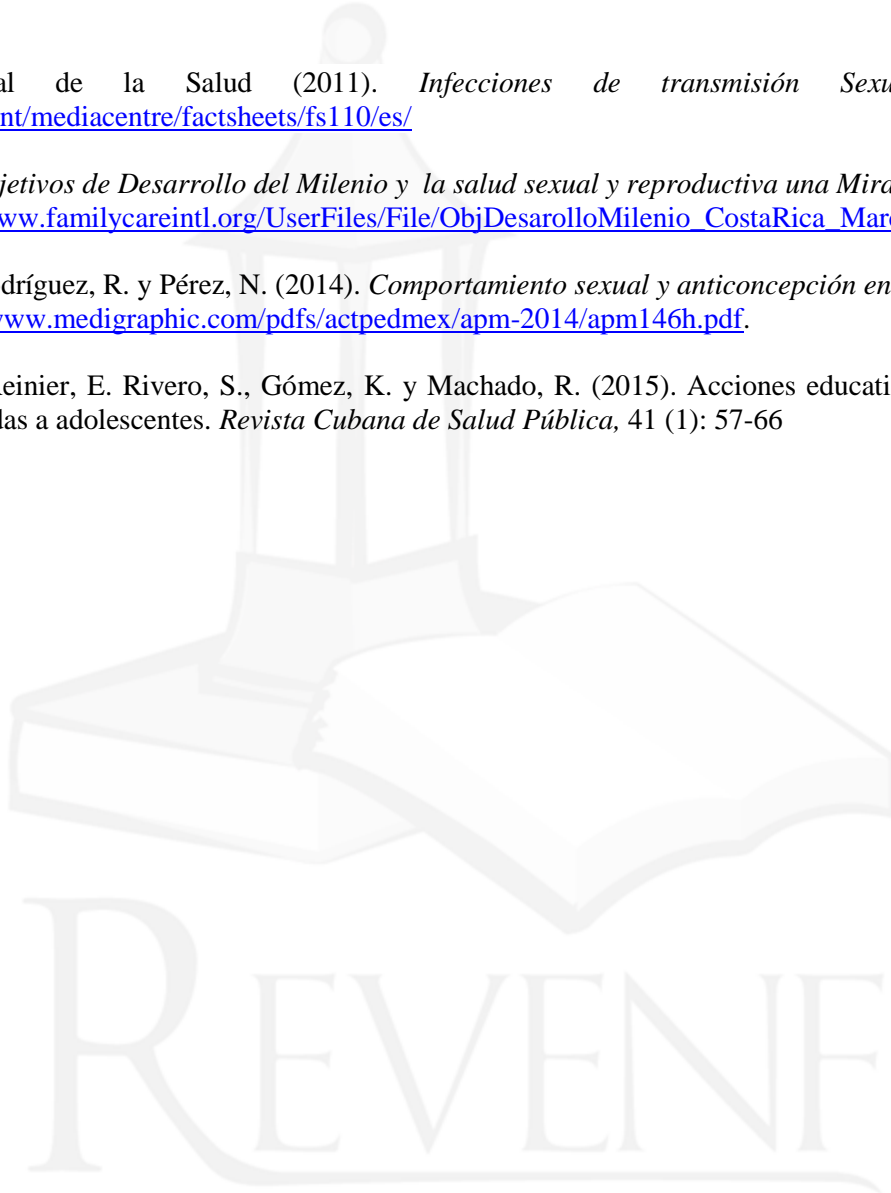 al de la Salud (2011). Infecciones de transmisión Sexu
nt/mediacentre/factsheets/fs110/es/
jetivos de Desarrollo del Milenio y la salud sexual y reproductiva una Mira
ww.familycareintl.org/UserFiles/File/ObjDesarolloMilenio_CostaRica_Mar
dríguez, R. y Pérez, N. (2014). Comportamiento sexual y anticoncepción en
www.medigraphic.com/pdfs/actpedmex/apm-2014/apm146h.pdf.
einier, E. Rivero, S., Gómez, K. y Machado, R. (2015). Acciones educati
das a adolescentes. Revista Cubana de Salud Pública, 41 (1): 57-66
REVENF